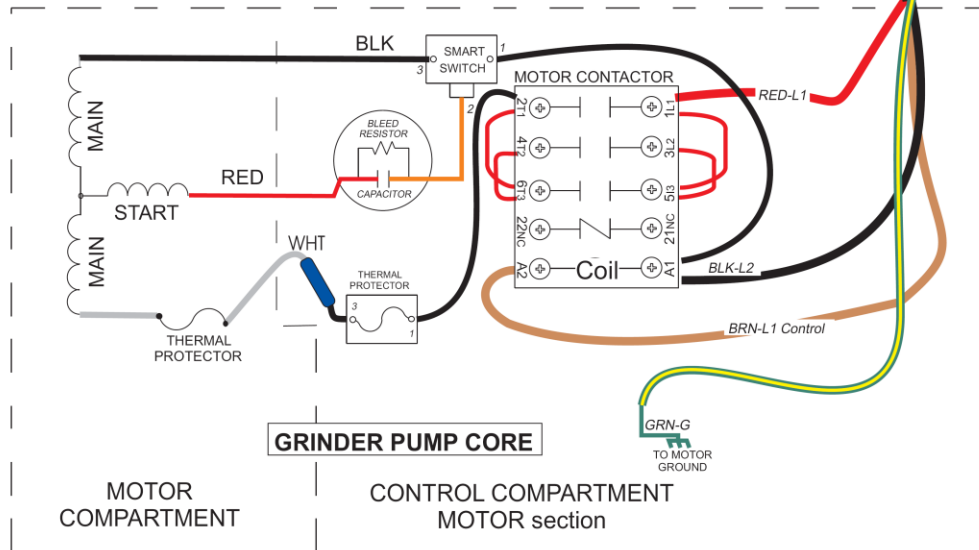 BLK
3
SMART
SWITCH
1
2
MOTOR CONTACTOR
2T1
1L1
RED-L1
4T2
3L2
6T3
5l3
22NC
21NC
A2
Coil
A1
BLK-L2
BRN-L1 Control
MAIN
BLEED
RESISTOR
CAPACITOR
RED
START
MAIN
WHT
THERMAL
PROTECTOR
3
1
THERMAL
PROTECTOR
GRN-G
TO MOTOR
GROUND
GRINDER PUMP CORE
MOTOR
COMPARTMENT
CONTROL COMPARTMENT
MOTOR section